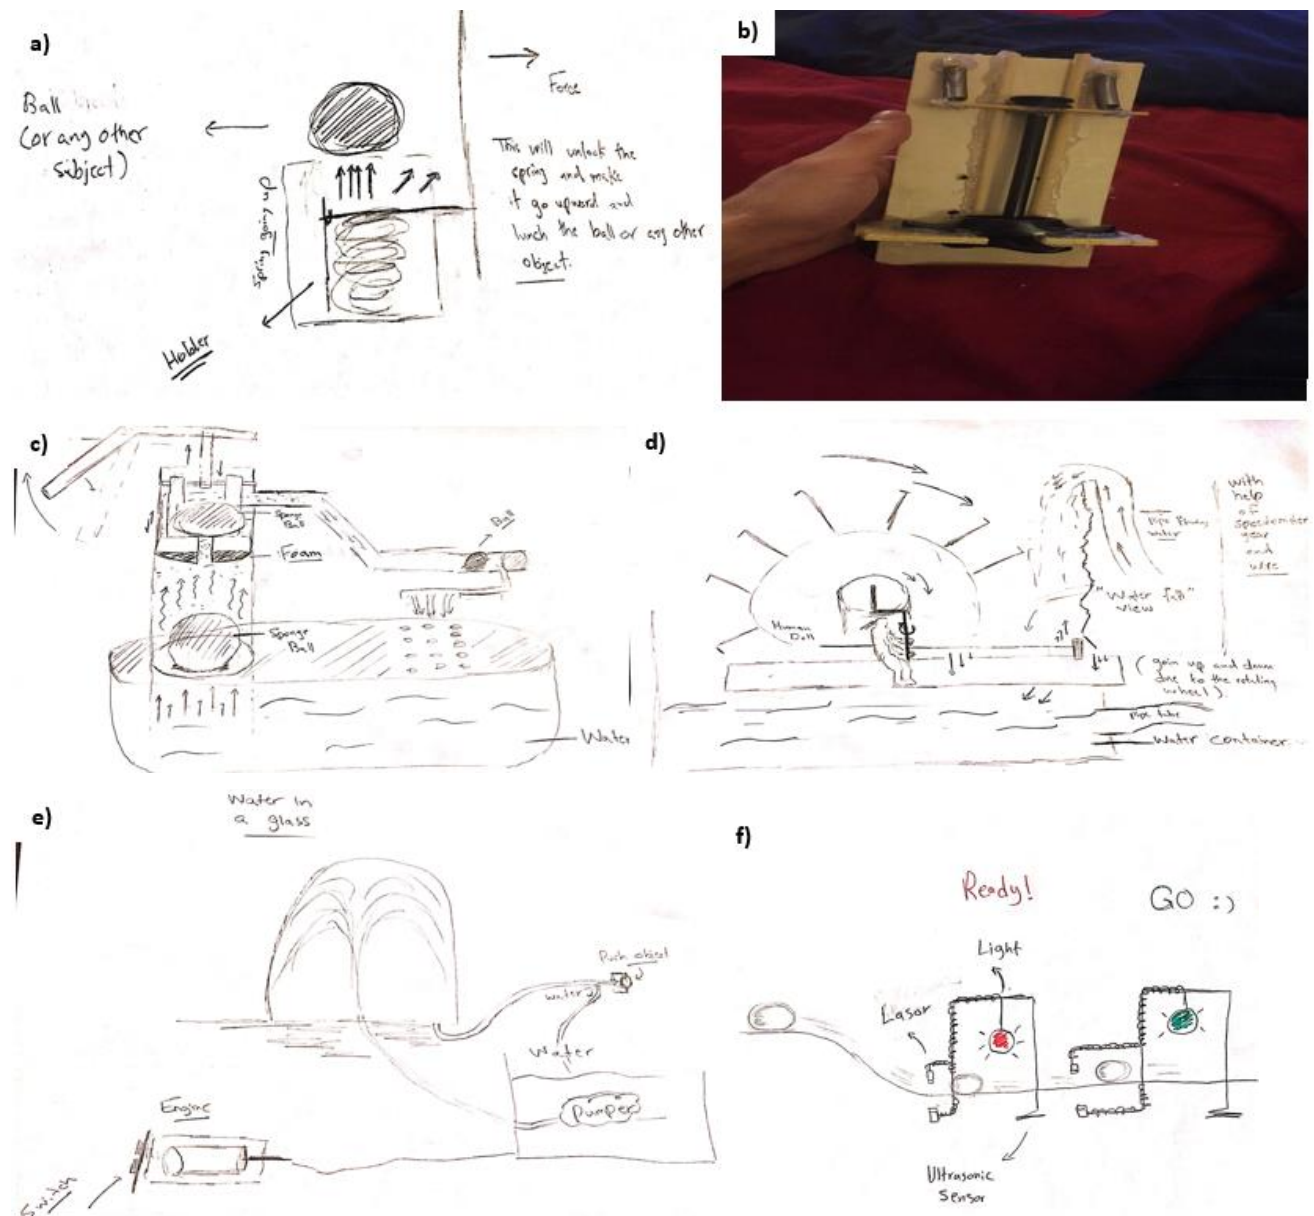 a)
Ball
(or any other
subject)
Force
This will unlock the
spring and make
it go upword and
lunch the ball or any other
object.
Spring going up
Holder
b)
c)
Sponge
Ball
Foam
Ball
Sponge
Ball
Water
d)
with
help
of
speedometer
gear
and
wire
Pipe
water
"Water fall"
view
Human
Doll
(goin up and down
due to the rotating
wheel)
Pipe tube
Water container
e)
Water in
a glass
Push object
water
Water
Pumper
Engine
Switch
f)
Ready!
GO :)
Light
Lasor
Ultrasonic
Sensor